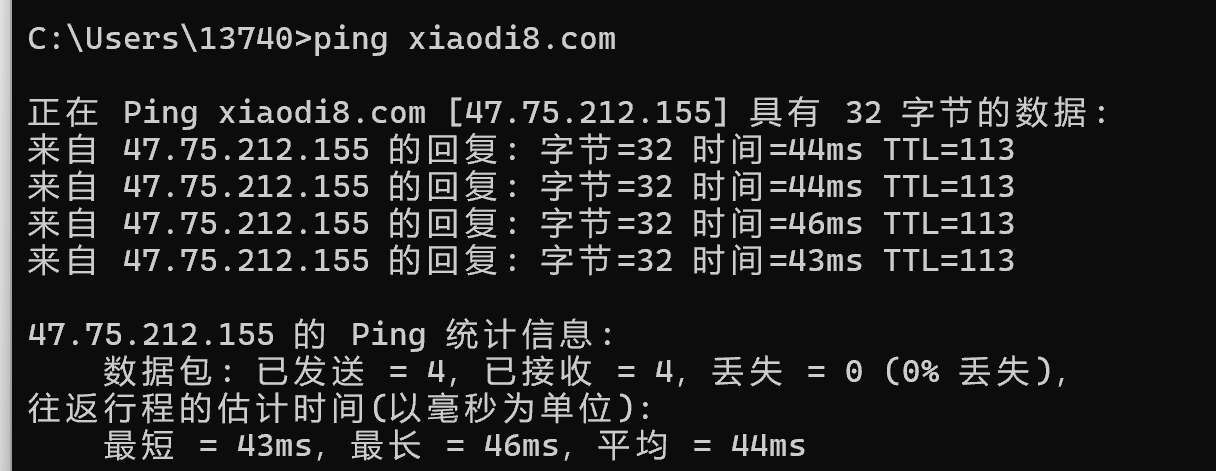 C:\Users\13740>ping xiaodi8.com
正在 Ping xiaodi8.com [47.75.212.155] 具有 32 字节的数据:
来自 47.75.212.155 的回复: 字节=32 时间=44ms TTL=113
来自 47.75.212.155 的回复: 字节=32 时间=44ms TTL=113
来自 47.75.212.155 的回复: 字节=32 时间=46ms TTL=113
来自 47.75.212.155 的回复: 字节=32 时间=43ms TTL=113
47.75.212.155 的 Ping 统计信息:
数据包: 已发送 = 4, 已接收 = 4, 丢失 = 0 (0% 丢失),
往返行程的估计时间(以毫秒为单位):
最短 = 43ms, 最长 = 46ms, 平均 = 44ms